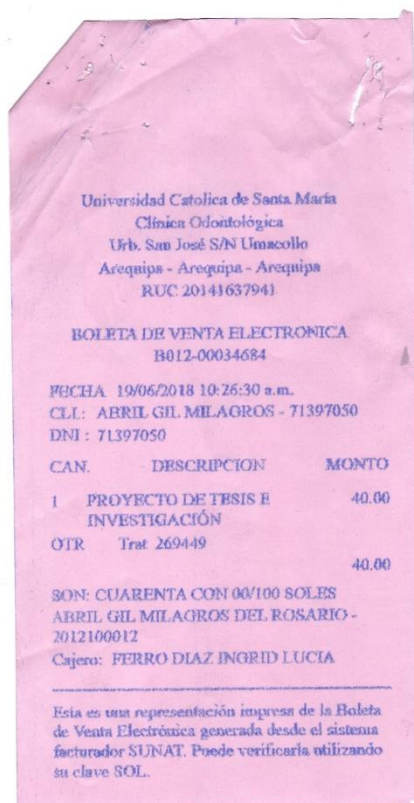 Universidad Catolica de Santa María
Clínica Odontológica
Urb. San José S/N Umacollo
Arequipa - Arequipa - Arequipa
RUC 20141637941
BOLETA DE VENTA ELECTRONICA
B012-00034684
FECHA 19/06/2018 10:26:30 a.m.
CLL: ABRIL GIL MILAGROS - 71397050
DNI : 71397050
CAN. DESCRIPCION MONTO
1 PROYECTO DE TESIS E 40.00
INVESTIGACIÓN
OTR Trat 269449
40.00
SON: CUARENTA CON 00/100 SOLES
ABRIL GIL MILAGROS DEL ROSARIO -
2012100012
Cajero: FERRO DIAZ INGRID LUCIA
Esta es una representación impresa de la Boleta
de Venta Electrónica generada desde el sistema
facturador SUNAT. Puede verificarla utilizando
su clave SOL.